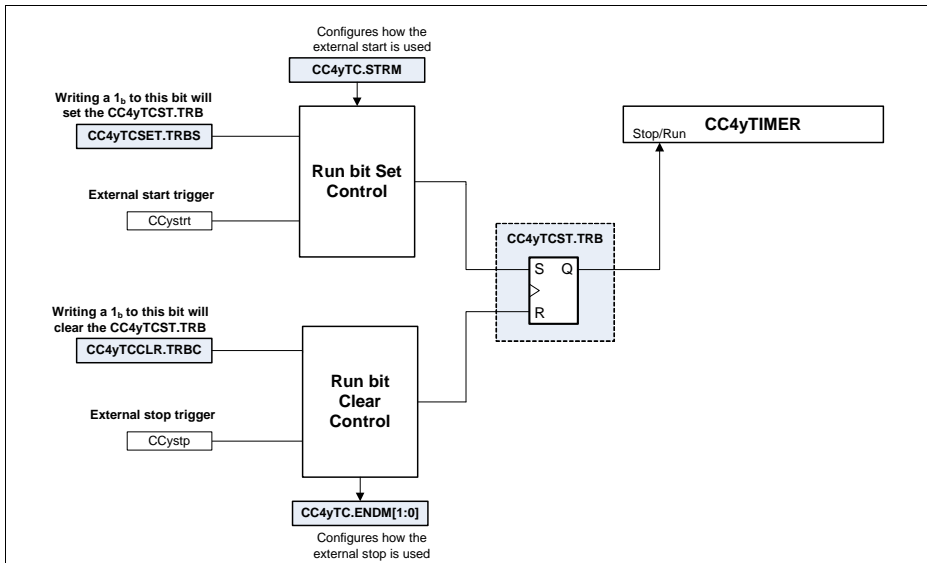 Configures how the
external start is used
CC4yTC.STRM
Writing a 1b to this bit will
set the CC4yTCST.TRB
CC4yTCSET.TRBS
Run bit Set
Control
External start trigger
CCystrt
CC4yTIMER
Stop/Run
CC4yTCST.TRB
S Q
R
Writing a 1b to this bit will
clear the CC4yTCST.TRB
CC4yTCCLR.TRBC
Run bit
Clear
Control
External stop trigger
CCystp
CC4yTC.ENDM[1:0]
Configures how the
external stop is used